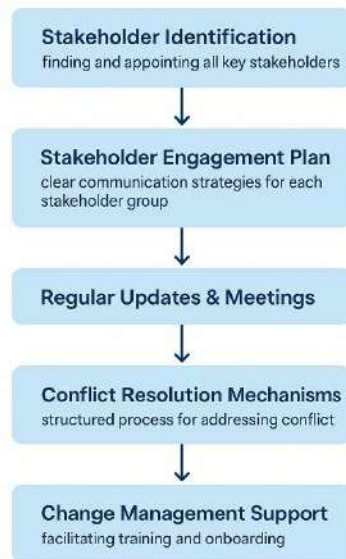 Stakeholder Identification
finding and appointing all key stakeholders
Stakeholder Engagement Plan
clear communication strategies for each
stakeholder group
Regular Updates & Meetings
Conflict Resolution Mechanisms
structured process for addressing conflict
Change Management Support
facilitating training and onboarding